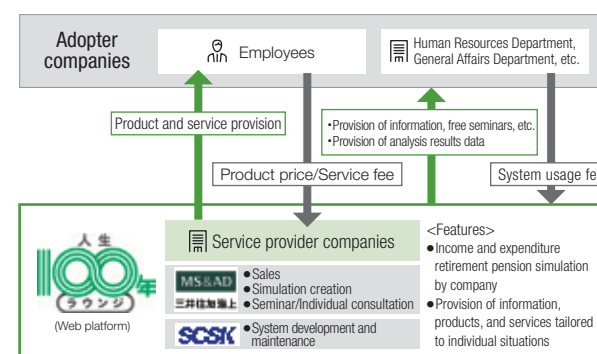 Adopter
companies
Employees
Human Resources Department,
General Affairs Department, etc.
Product and service provision
•Provision of information, free seminars, etc.
•Provision of analysis results data
Product price/Service fee
System usage fe
人生
100年
ラウンジ
(Web platform)
Service provider companies
MS&AD
三井住友海上
●Sales
●Simulation creation
●Seminar/Individual consultation
SCSK
●System development and
maintenance
<Features>
●Income and expenditure
retirement pension simulation
by company
●Provision of information,
products, and services tailored
to individual situations